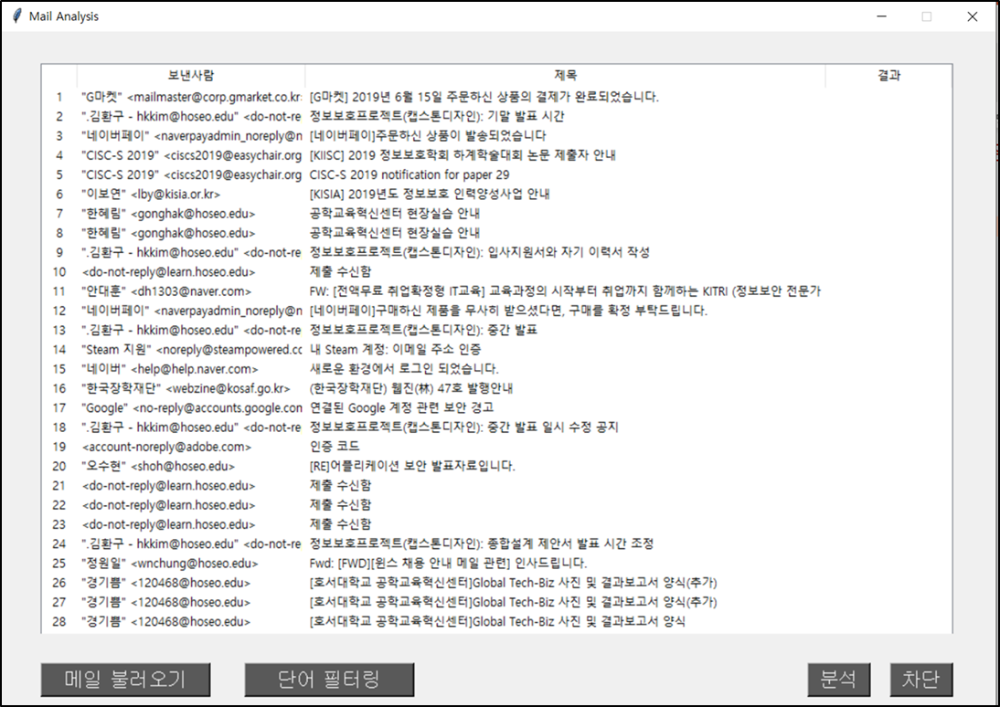 Mail Analysis
보낸사람 제목 결과
1 "G마켓" <mailmaster@corp.gmarket.co.kr> [G마켓] 2019년 6월 15일 주문하신 상품의 결제가 완료되었습니다.
2 ".김환구 - hkkim@hoseo.edu" <do-not-re 정보보호프로젝트(캡스톤디자인): 기말 발표 시간
3 "네이버페이" <naverpayadmin_noreply@n [네이버페이]주문하신 상품이 발송되었습니다
4 "CISC-S 2019" <ciscs2019@easychair.org [KIISC] 2019 정보보호학회 하계학술대회 논문 제출자 안내
5 "CISC-S 2019" <ciscs2019@easychair.org CISC-S 2019 notification for paper 29
6 "이보연" <lby@kisia.or.kr> [KISIA] 2019년도 정보보호 인력양성사업 안내
7 "한혜림" <gonghak@hoseo.edu> 공학교육혁신센터 현장실습 안내
8 "한혜림" <gonghak@hoseo.edu> 공학교육혁신센터 현장실습 안내
9 ".김환구 - hkkim@hoseo.edu" <do-not-re 정보보호프로젝트(캡스톤디자인): 입사지원서와 자기 이력서 작성
10 <do-not-reply@learn.hoseo.edu> 제출 수신함
11 "안대훈" <dh1303@naver.com> FW: [전액무료 취업확정형 IT교육] 교육과정의 시작부터 취업까지 함께하는 KITRI (정보보안 전문가
12 "네이버페이" <naverpayadmin_noreply@n [네이버페이]구매하신 제품을 무사히 받으셨다면, 구매를 확정 부탁드립니다.
13 ".김환구 - hkkim@hoseo.edu" <do-not-re 정보보호프로젝트(캡스톤디자인): 중간 발표
14 "Steam 지원" <noreply@steampowered.cc 내 Steam 계정: 이메일 주소 인증
15 "네이버" <help@help.naver.com> 새로운 환경에서 로그인 되었습니다.
16 "한국장학재단" <webzine@kosaf.go.kr> (한국장학재단) 웹진(林) 47호 발행안내
17 "Google" <no-reply@accounts.google.con 연결된 Google 계정 관련 보안 경고
18 ".김환구 - hkkim@hoseo.edu" <do-not-re 정보보호프로젝트(캡스톤디자인): 중간 발표 일시 수정 공지
19 <account-noreply@adobe.com> 인증 코드
20 "오수현" <shoh@hoseo.edu> [RE]어플리케이션 보안 발표자료입니다.
21 <do-not-reply@learn.hoseo.edu> 제출 수신함
22 <do-not-reply@learn.hoseo.edu> 제출 수신함
23 <do-not-reply@learn.hoseo.edu> 제출 수신함
24 ".김환구 - hkkim@hoseo.edu" <do-not-re 정보보호프로젝트(캡스톤디자인): 종합설계 제안서 발표 시간 조정
25 "정원일" <wnchung@hoseo.edu> Fwd: [FWD][윈스 채용 안내 메일 관련] 인사드립니다.
26 "경기쁨" <120468@hoseo.edu> [호서대학교 공학교육혁신센터]Global Tech-Biz 사진 및 결과보고서 양식(추가)
27 "경기쁨" <120468@hoseo.edu> [호서대학교 공학교육혁신센터]Global Tech-Biz 사진 및 결과보고서 양식(추가)
28 "경기쁨" <120468@hoseo.edu> [호서대학교 공학교육혁신센터]Global Tech-Biz 사진 및 결과보고서 양식
메일 불러오기 단어 필터링 분석 차단